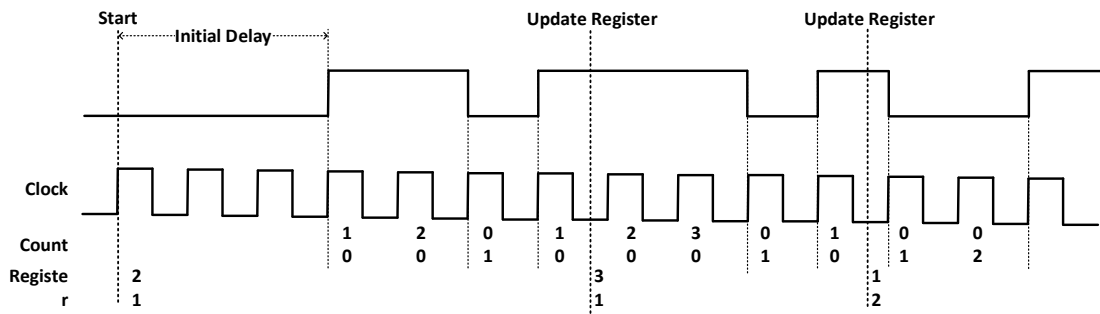 Start Update Register Update Register
Initial Delay
Clock
1 2 0 1 2 3 0 1 0 0
Count
0 0 1 0 0 0 1 0 1 2
Registe 2 3 1
r 1 1 2